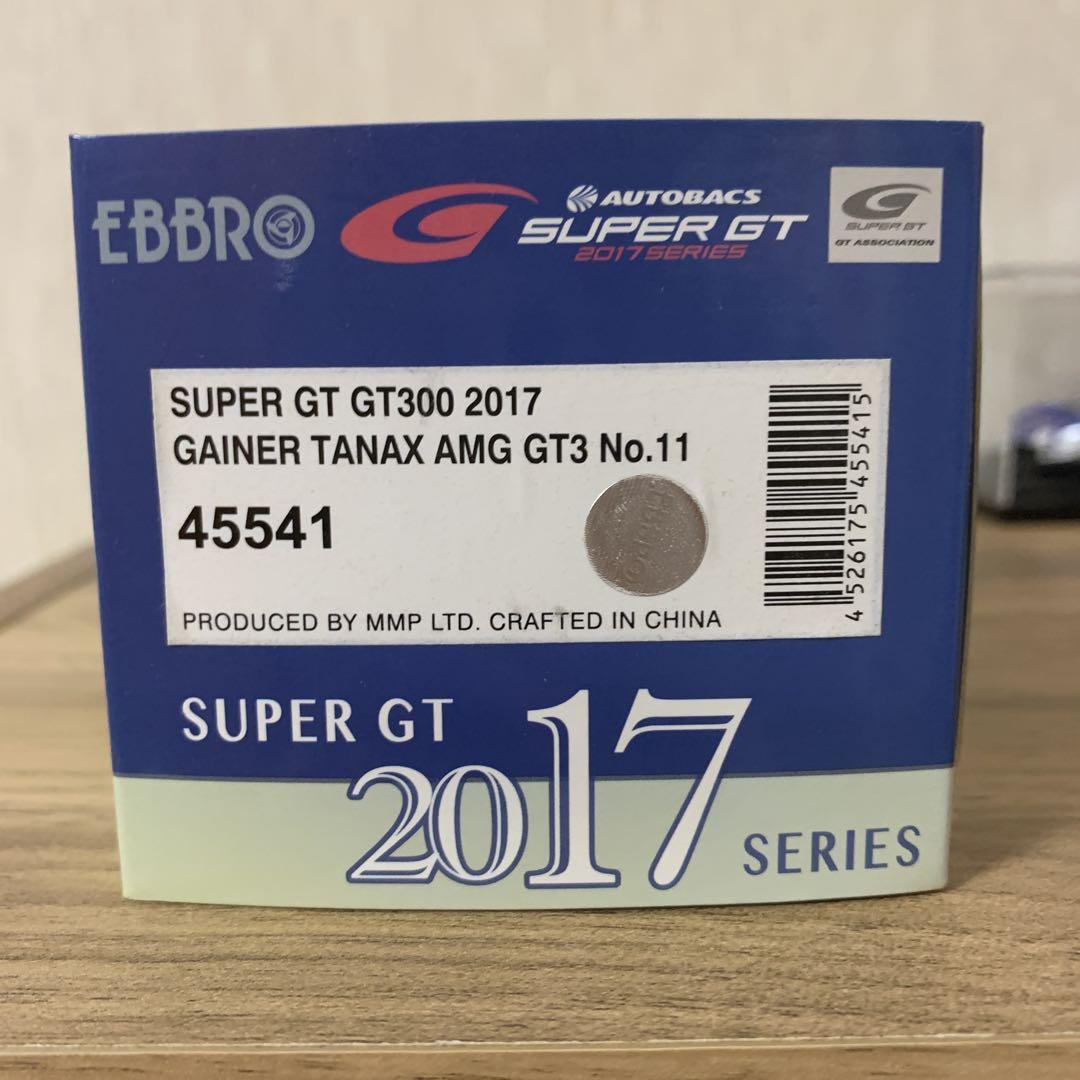 EBBRO
AUTOBACS
SUPER GT
2017 SERIES
SUPER GT
GT ASSOCIATION
SUPER GT GT300 2017
GAINER TANAX AMG GT3 No.11
45541
4 526175 455415
PRODUCED BY MMP LTD. CRAFTED IN CHINA
SUPER GT
2017
SERIES